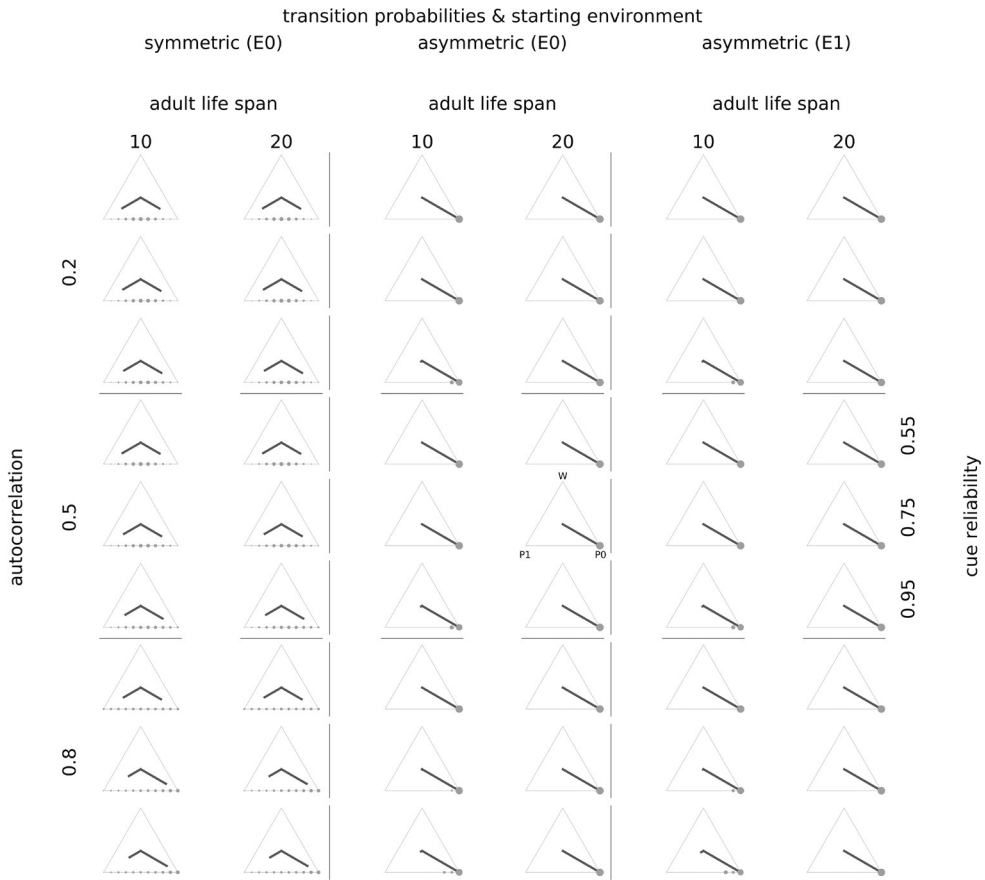 transition probabilities & starting environment
symmetric (E0) asymmetric (E0) asymmetric (E1)
adult life span adult life span adult life span
10 20 10 20 10 20
0.2
0.55
W
autocorrelation 0.5 0.75 cue reliability
P1 P0
0.95
0.8